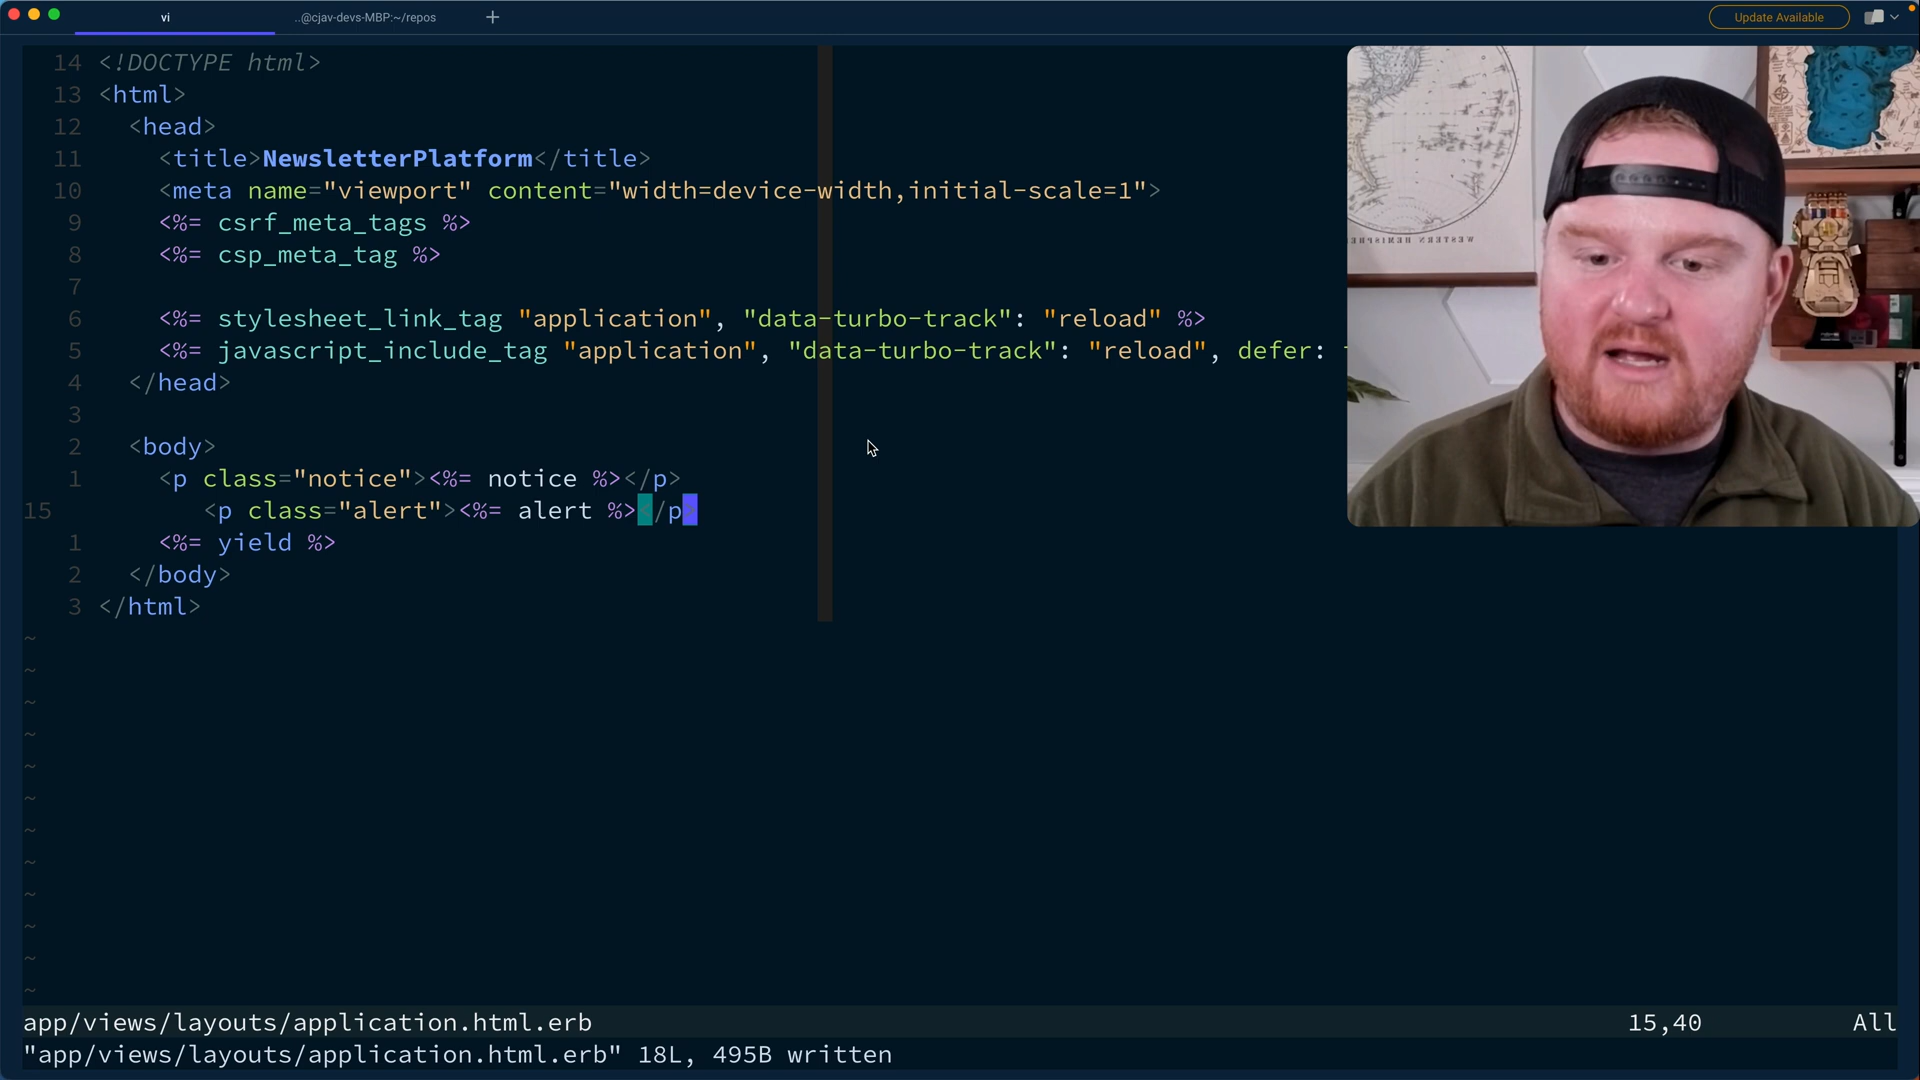 vi
..@cjav-devs-MBP:~/repos
Update Available
14 <!DOCTYPE html>
13 <html>
12 <head>
11 <title>NewsletterPlatform</title>
10 <meta name="viewport" content="width=device-width,initial-scale=1">
9 <%= csrf_meta_tags %>
8 <%= csp_meta_tag %>
7
6 <%= stylesheet_link_tag "application", "data-turbo-track": "reload" %>
5 <%= javascript_include_tag "application", "data-turbo-track": "reload", defer:
4 </head>
3
2 <body>
1 <p class="notice"><%= notice %></p>
15 <p class="alert"><%= alert %></p>
1 <%= yield %>
2 </body>
3 </html>
~
~
~
~
~
~
~
~
~
~
~
~
app/views/layouts/application.html.erb 15,40 All
"app/views/layouts/application.html.erb" 18L, 495B written